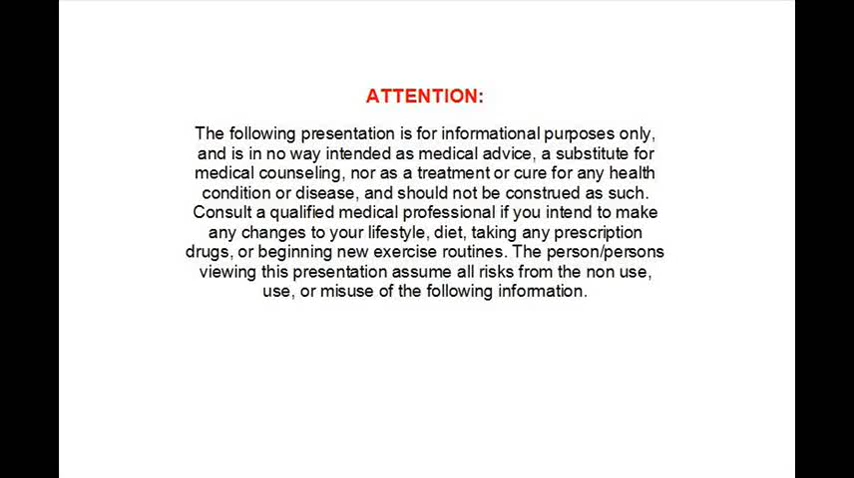 ATTENTION:
The following presentation is for informational purposes only,
and is in no way intended as medical advice, a substitute for
medical counseling, nor as a treatment or cure for any health
condition or disease, and should not be construed as such.
Consult a qualified medical professional if you intend to make
any changes to your lifestyle, diet, taking any prescription
drugs, or beginning new exercise routines. The person/persons
viewing this presentation assume all risks from the non use,
use, or misuse of the following information.